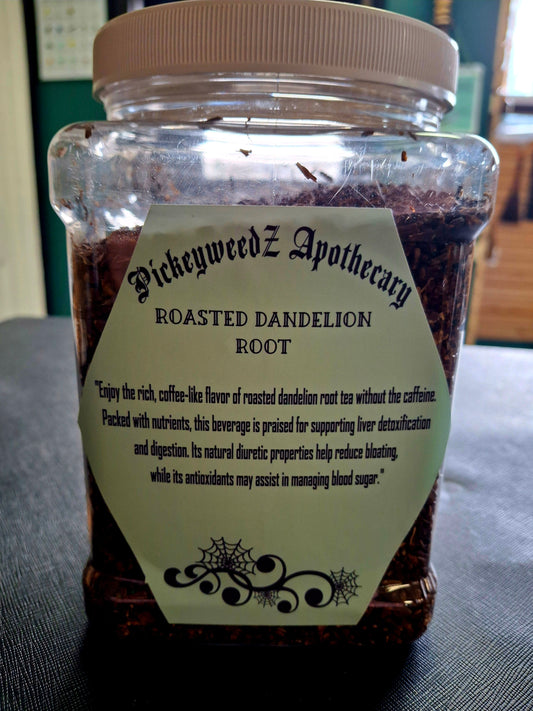 PickeyweedZ Apothecary
ROASTED DANDELION
ROOT
"Enjoy the rich, coffee-like flavor of roasted dandelion root tea without the caffeine.
Packed with nutrients, this beverage is praised for supporting liver detoxification
and digestion. Its natural diuretic properties help reduce bloating,
while its antioxidants may assist in managing blood sugar."